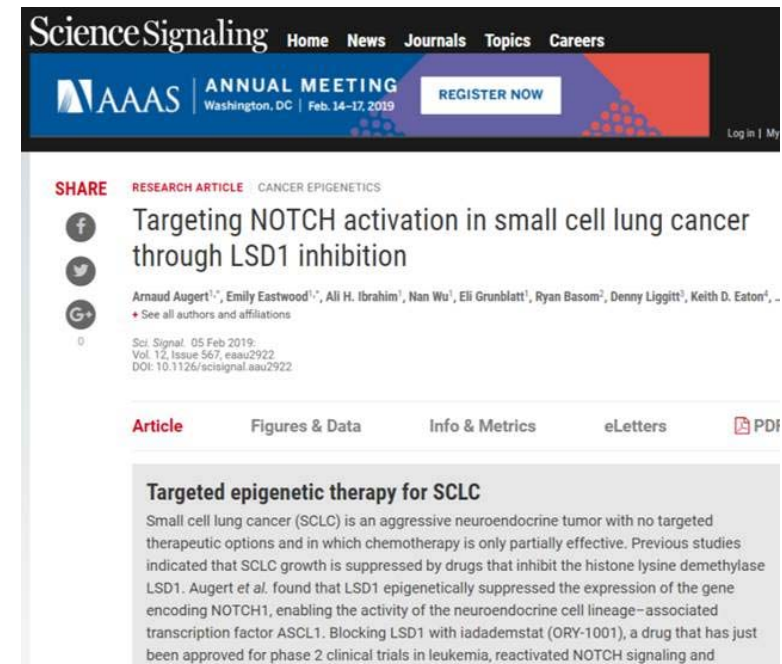 Science Signaling Home News Journals Topics Careers
AAAS ANNUAL MEETING
Washington, DC | Feb. 14–17, 2019
REGISTER NOW
Log in | My
SHARE
RESEARCH ARTICLE CANCER EPIGENETICS
Targeting NOTCH activation in small cell lung cancer
through LSD1 inhibition
Arnaud Augert1,*, Emily Eastwood1,*, Ali H. Ibrahim1, Nan Wu1, Eli Grunblatt1, Ryan Basom2, Denny Liggitt3, Keith D. Eaton4, ...
+ See all authors and affiliations
G+
0
Sci. Signal. 05 Feb 2019:
Vol. 12, Issue 567, eaau2922
DOI: 10.1126/scisignal.aau2922
Article Figures & Data Info & Metrics eLetters PDF
Targeted epigenetic therapy for SCLC
Small cell lung cancer (SCLC) is an aggressive neuroendocrine tumor with no targeted
therapeutic options and in which chemotherapy is only partially effective. Previous studies
indicated that SCLC growth is suppressed by drugs that inhibit the histone lysine demethylase
LSD1. Augert et al. found that LSD1 epigenetically suppressed the expression of the gene
encoding NOTCH1, enabling the activity of the neuroendocrine cell lineage–associated
transcription factor ASCL1. Blocking LSD1 with iadademstat (ORY-1001), a drug that has just
been approved for phase 2 clinical trials in leukemia, reactivated NOTCH signaling and